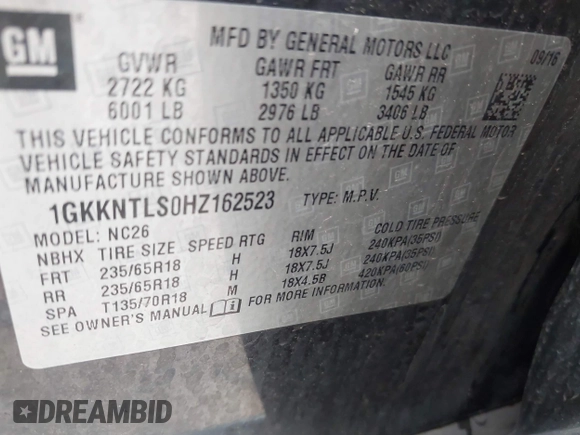 GM
MFD BY GENERAL MOTORS LLC
09/16
GVWR GAWR FRT GAWR RR
2722 KG 1350 KG 1545 KG
6001 LB 2976 LB 3406 LB
THIS VEHICLE CONFORMS TO ALL APPLICABLE U.S. FEDERAL MOTOR
VEHICLE SAFETY STANDARDS IN EFFECT ON THE DATE OF
MANUFACTURE SHOWN ABOVE.
1GKKNTLS0HZ162523 TYPE: M.P.V.
MODEL: NC26
NBHX TIRE SIZE SPEED RTG RIM COLD TIRE PRESSURE
FRT 235/65R18 H 18X7.5J 240KPA(35PSI)
RR 235/65R18 H 18X7.5J 240KPA(35PSI)
SPA T135/70R18 M 18X4.5B 420KPA(60PSI)
SEE OWNER'S MANUAL FOR MORE INFORMATION
DREAMBID